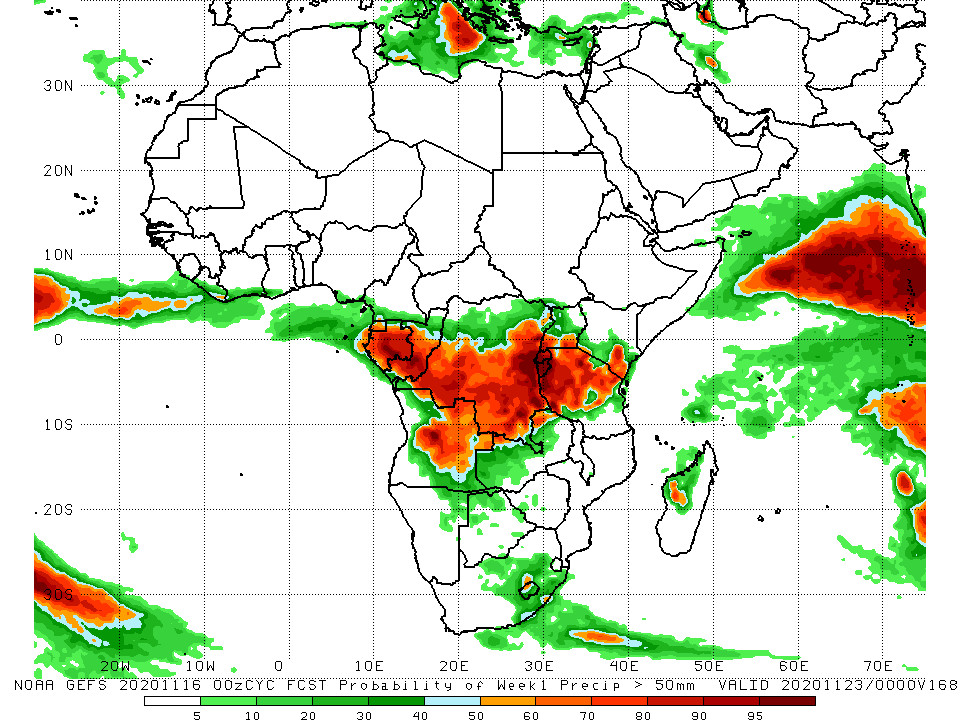 30N
20N
10N
0
10S
20S
30S
20W 10W 0 10E 20E 30E 40E 50E 60E 70E
NOAA GEFS 20201116 00zCYC FCST Probability of Week1 Precip > 50mm VALID 20201123/0000V168
5 10 20 30 40 50 60 70 80 90 95